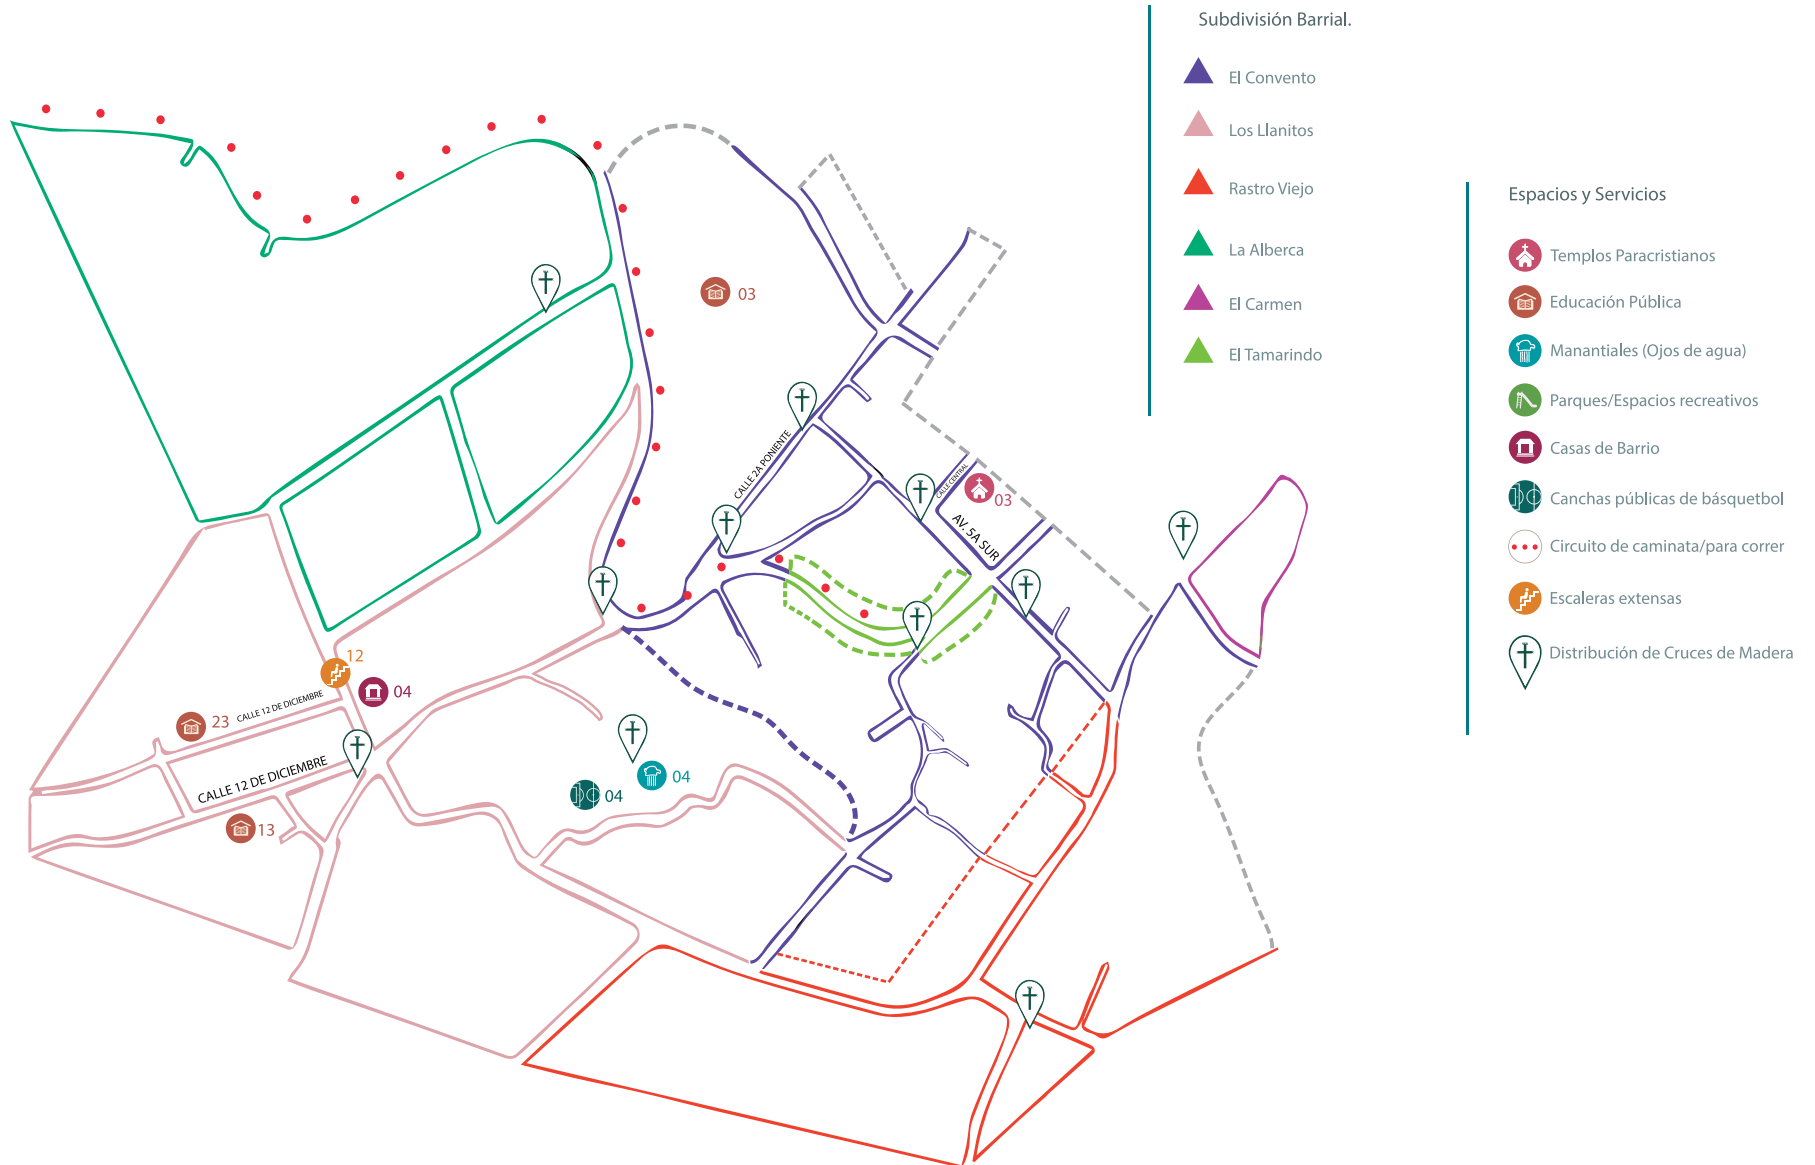 Subdivisión Barrial.
El Convento
Los Llanitos
Rastro Viejo
La Alberca
El Carmen
El Tamarindo
Espacios y Servicios
Templos Paracristianos
Educación Pública
Manantiales (Ojos de agua)
Parques/Espacios recreativos
Casas de Barrio
Canchas públicas de básquetbol
Circuito de caminata/para correr
Escaleras extensas
Distribución de Cruces de Madera
03
CALLE 2A PONIENTE
CALLE CENTRAL
03
AV. 5A SUR
12
04
23
CALLE 12 DE DICIEMBRE
CALLE 12 DE DICIEMBRE
04
04
13